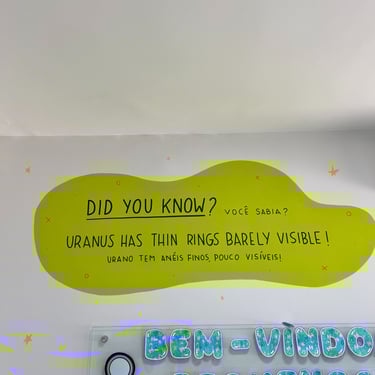 DID YOU KNOW? VOCÊ SABIA?
URANUS HAS THIN RINGS BARELY VISIBLE!
URANO TEM ANÉIS FINOS, POUCO VISÍVEIS!
BEM-VINDO